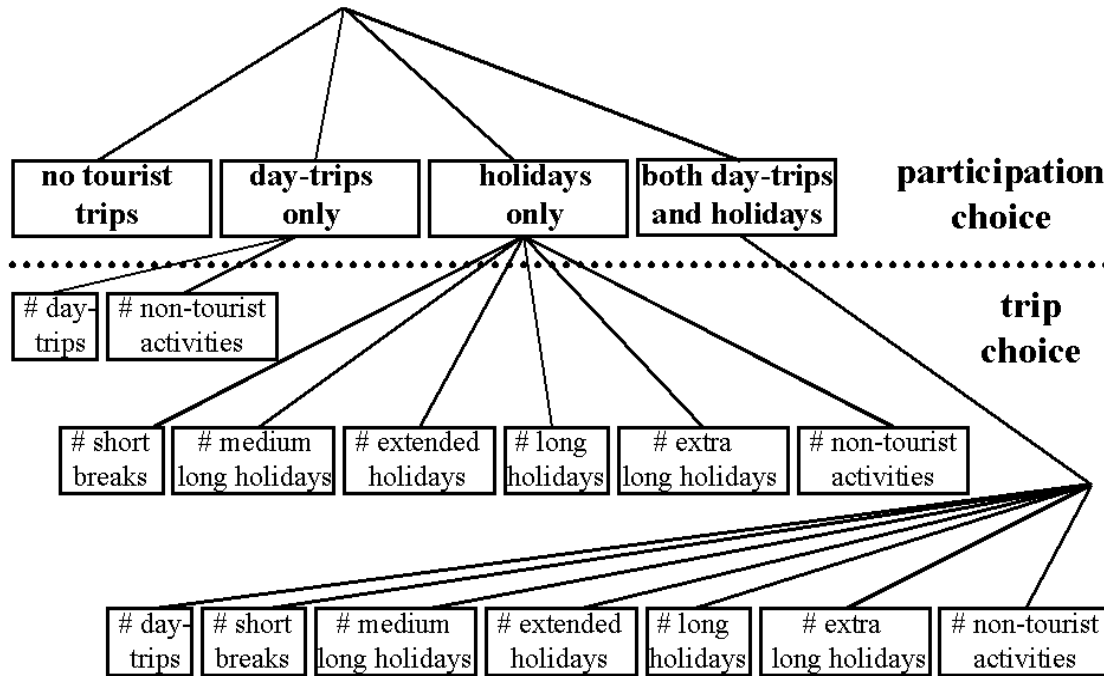 no tourist
trips
day-trips
only
holidays
only
both day-trips
and holidays
participation
choice
# day-
trips
# non-tourist
activities
trip
choice
# short
breaks
# medium
long holidays
# extended
holidays
# long
holidays
# extra
long holidays
# non-tourist
activities
# day-
trips
# short
breaks
# medium
long holidays
# extended
holidays
# long
holidays
# extra
long holidays
# non-tourist
activities